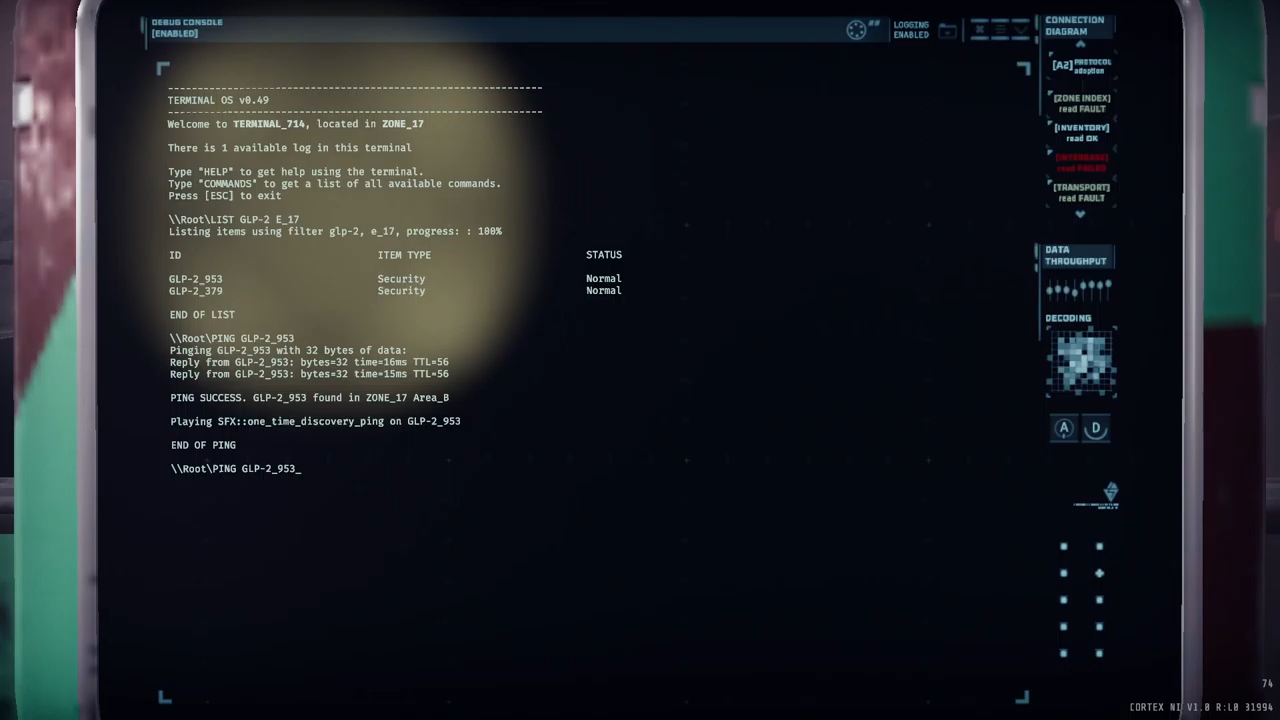 DEBUG CONSOLE
[ENABLED]
LOGGING
ENABLED
CONNECTION
DIAGRAM
[A2] PROTOCOL
adoption
[ZONE INDEX]
read FAULT
[INVENTORY]
read OK
read FAILED
[TRANSPORT]
read FAULT
DATA
THROUGHPUT
DECODING
A D
--------------------------------------------------------------
TERMINAL OS v0.49
--------------------------------------------------------------
Welcome to TERMINAL_714, located in ZONE_17
There is 1 available log in this terminal
Type "HELP" to get help using the terminal.
Type "COMMANDS" to get a list of all available commands.
Press [ESC] to exit
\\Root\LIST GLP-2 E_17
Listing items using filter glp-2, e_17, progress: : 100%
ID ITEM TYPE STATUS
GLP-2_953 Security Normal
GLP-2_379 Security Normal
END OF LIST
\\Root\PING GLP-2_953
Pinging GLP-2_953 with 32 bytes of data:
Reply from GLP-2_953: bytes=32 time=16ms TTL=56
Reply from GLP-2_953: bytes=32 time=15ms TTL=56
PING SUCCESS. GLP-2_953 found in ZONE_17 Area_B
Playing SFX::one_time_discovery_ping on GLP-2_953
END OF PING
\\Root\PING GLP-2_953_
74
CORTEX NI V1.0 R:L0 31994